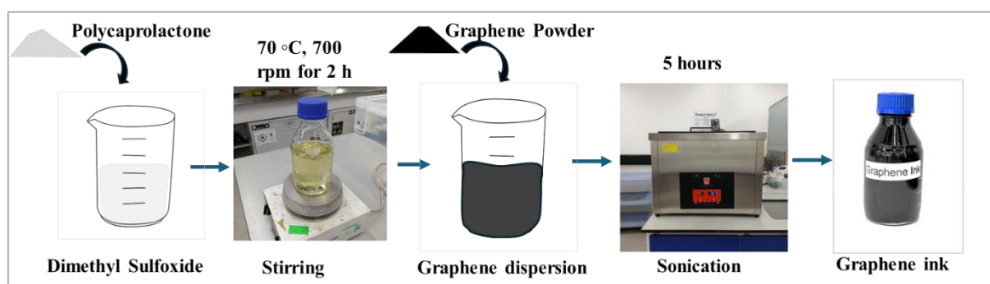 Polycaprolactone
70 °C, 700
rpm for 2 h
Graphene Powder
5 hours
Graphene Ink
Dimethyl Sulfoxide
Stirring
Graphene dispersion
Sonication
Graphene ink